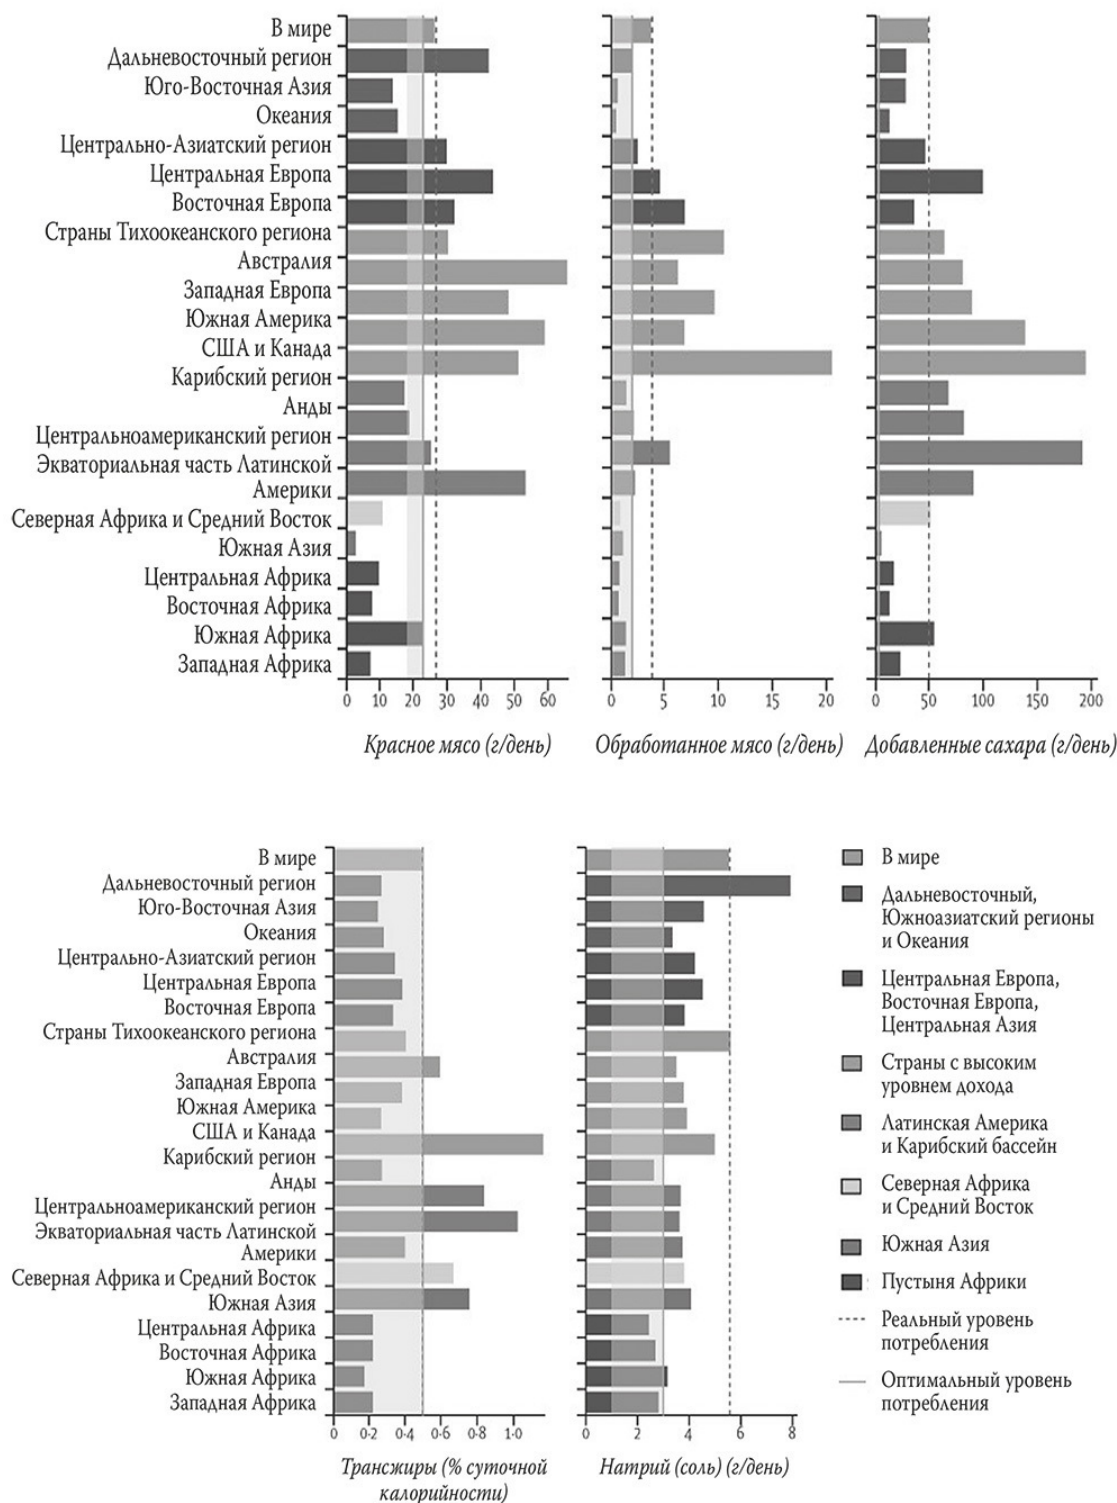 В мире
Дальневосточный регион
Юго-Восточная Азия
Океания
Центрально-Азиатский регион
Центральная Европа
Восточная Европа
Страны Тихоокеанского региона
Австралия
Западная Европа
Южная Америка
США и Канада
Карибский регион
Анды
Центральноамериканский регион
Экваториальная часть Латинской
Америки
Северная Африка и Средний Восток
Южная Азия
Центральная Африка
Восточная Африка
Южная Африка
Западная Африка
0 10 20 30 40 50 60
Красное мясо (г/день)
0 5 10 15 20
Обработанное мясо (г/день)
0 50 100 150 200
Добавленные сахара (г/день)
В мире
Дальневосточный регион
Юго-Восточная Азия
Океания
Центрально-Азиатский регион
Центральная Европа
Восточная Европа
Страны Тихоокеанского региона
Австралия
Западная Европа
Южная Америка
США и Канада
Карибский регион
Анды
Центральноамериканский регион
Экваториальная часть Латинской
Америки
Северная Африка и Средний Восток
Южная Азия
Центральная Африка
Восточная Африка
Южная Африка
Западная Африка
0 0·2 0·4 0·6 0·8 1·0
Трансжиры (% суточной
калорийности)
0 2 4 6 8
Натрий (соль) (г/день)
В мире
Дальневосточный,
Южноазиатский регионы
и Океания
Центральная Европа,
Восточная Европа,
Центральная Азия
Страны с высоким
уровнем дохода
Латинская Америка
и Карибский бассейн
Северная Африка
и Средний Восток
Южная Азия
Пустыня Африки
Реальный уровень
потребления
Оптимальный уровень
потребления